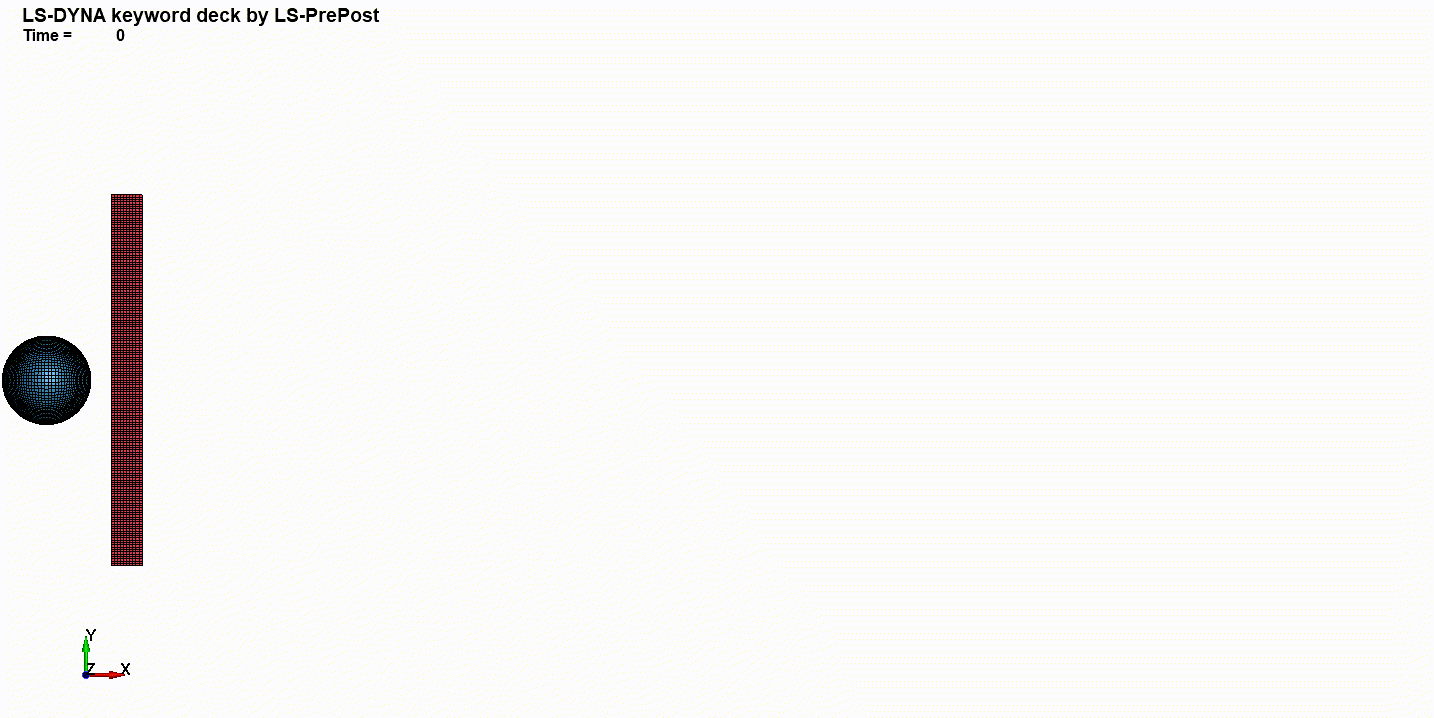 LS-DYNA keyword deck by LS-PrePost
Time = 0
Y
Z X